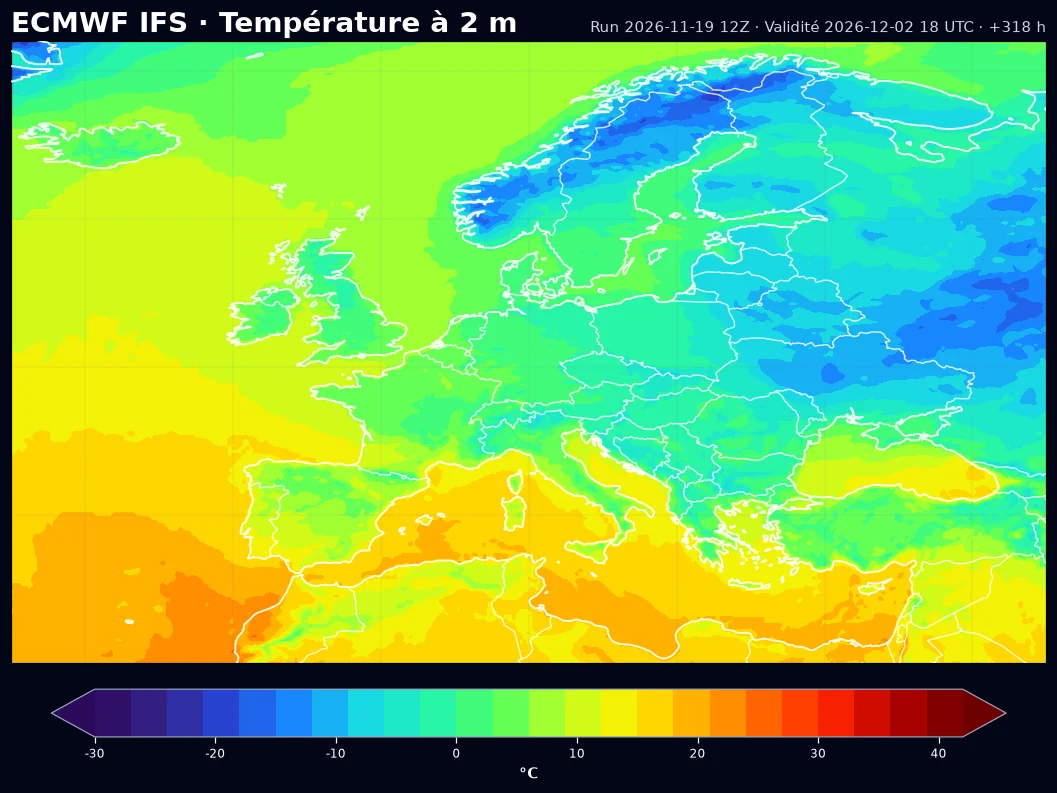 ECMWF IFS · Température à 2 m
Run 2026-11-19 12Z · Validité 2026-12-02 18 UTC · +318 h
-30 -20 -10 0 10 20 30 40
°C